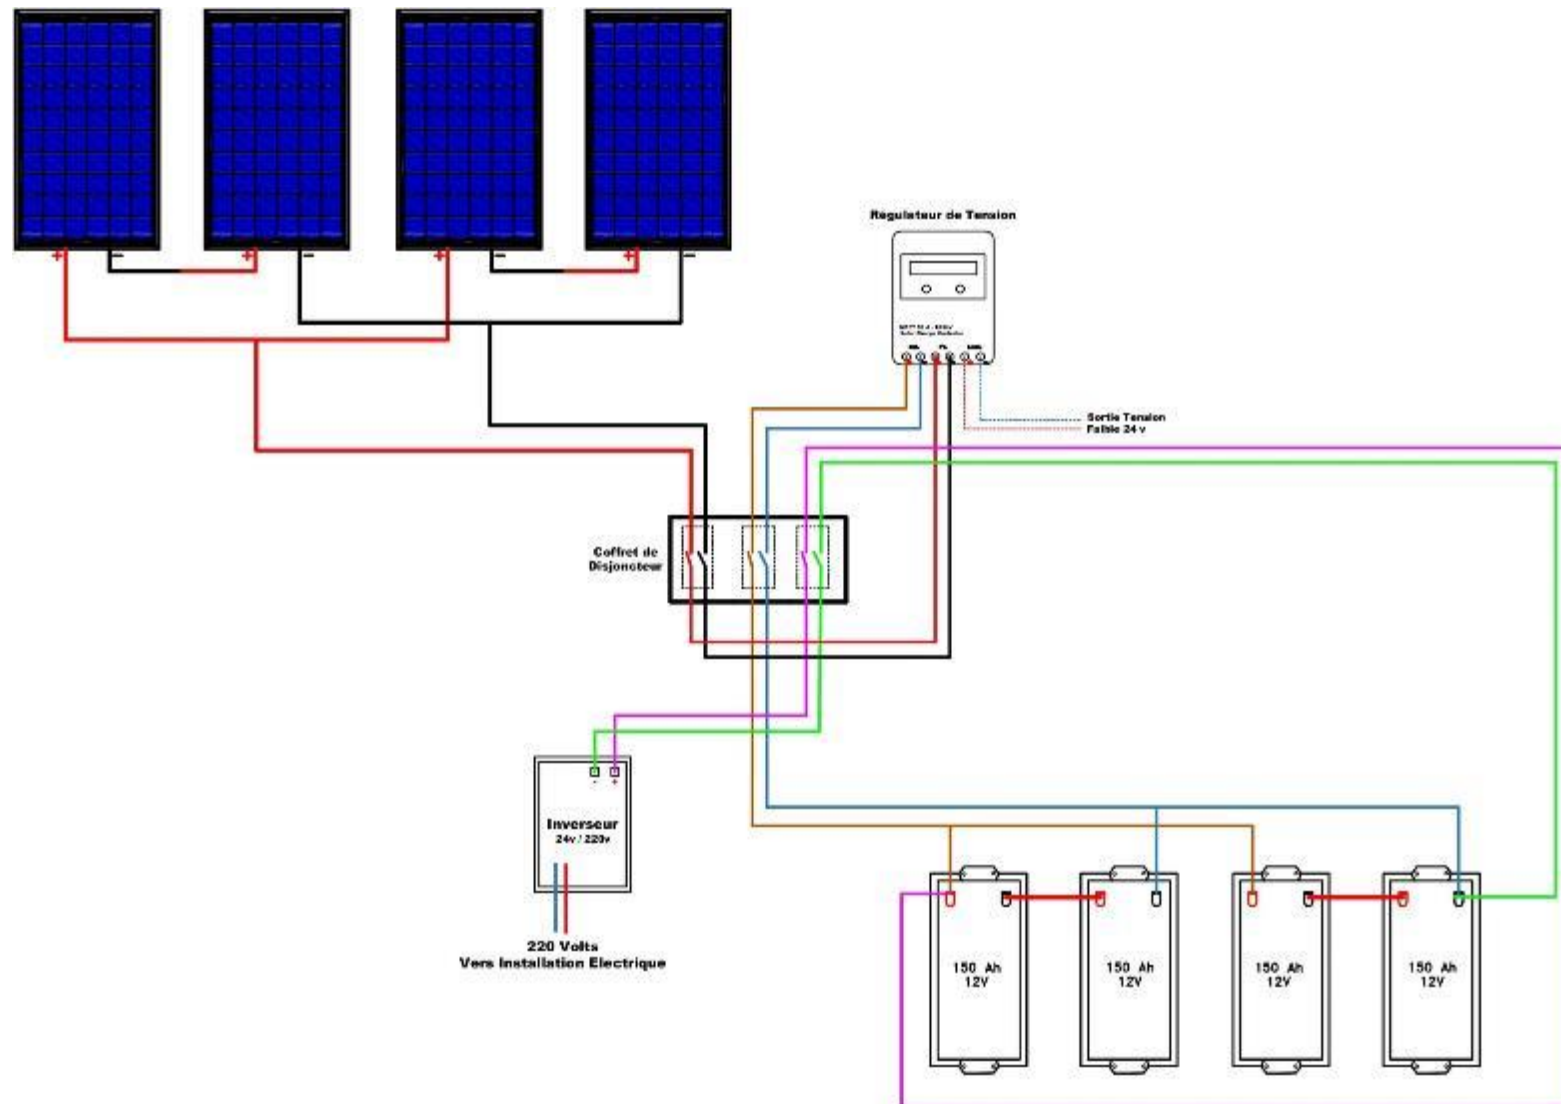 Régulateur de Tension
Sortie Tension
Faible 24 v
Coffret de
Disjoncteur
+ - + - + - + -
- +
Inverseur
24v / 220v
220 Volts
Vers Installation Electrique
150 Ah
12V
150 Ah
12V
150 Ah
12V
150 Ah
12V